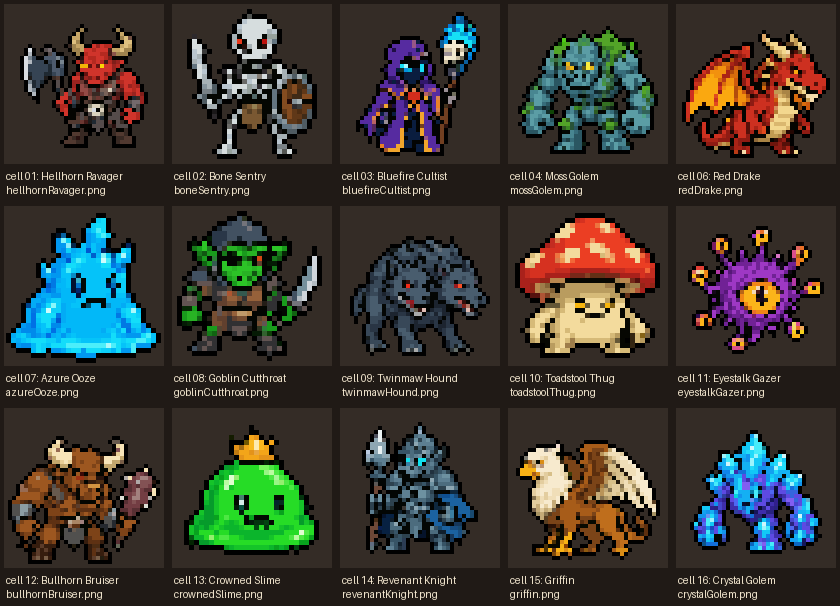 cell 01: Hellhorn Ravager
hellhornRavager.png
cell 02: Bone Sentry
boneSentry.png
cell 03: Bluefire Cultist
bluefireCultist.png
cell 04: Moss Golem
mossGolem.png
cell 06: Red Drake
redDrake.png
cell 07: Azure Ooze
azureOoze.png
cell 08: Goblin Cutthroat
goblinCutthroat.png
cell 09: Twinmaw Hound
twinmawHound.png
cell 10: Toadstool Thug
toadstoolThug.png
cell 11: Eyestalk Gazer
eyestalkGazer.png
cell 12: Bullhorn Bruiser
bullhornBruiser.png
cell 13: Crowned Slime
crownedSlime.png
cell 14: Revenant Knight
revenantKnight.png
cell 15: Griffin
griffin.png
cell 16: Crystal Golem
crystalGolem.png